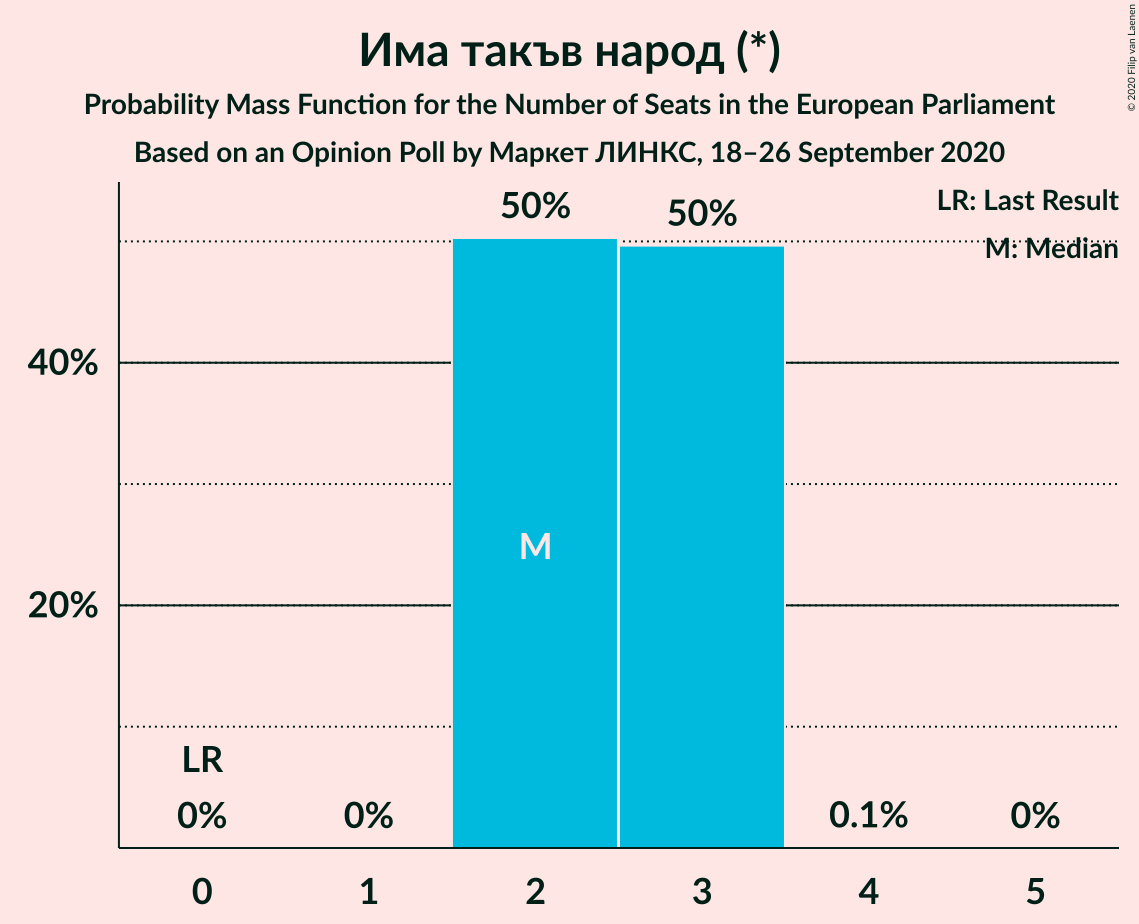 Има такъв народ (*)
Probability Mass Function for the Number of Seats in the European Parliament
Based on an Opinion Poll by Маркет ЛИНКС, 18–26 September 2020
© 2020 Filip van Laenen
LR: Last Result
M: Median
50%
50%
40%
20%
M
LR
0%
0%
0.1%
0%
0
1
2
3
4
5